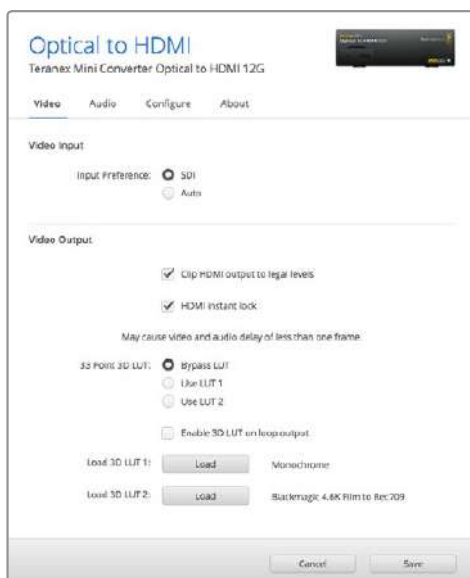 Optical to HDMI
Teranex Mini Converter Optical to HDMI 12G
Video Audio Configure About
Video Input
Input Preference: SDI
Auto
Video Output
Clip HDMI output to legal levels
HDMI instant lock
May cause video and audio delay of less than one frame.
33 Point 3D LUT: Bypass LUT
Use LUT 1
Use LUT 2
Enable 3D LUT on loop output
Load 3D LUT 1: Load Monochrome
Load 3D LUT 2: Load Blackmagic 4.6K Film to Rec709
Cancel Save